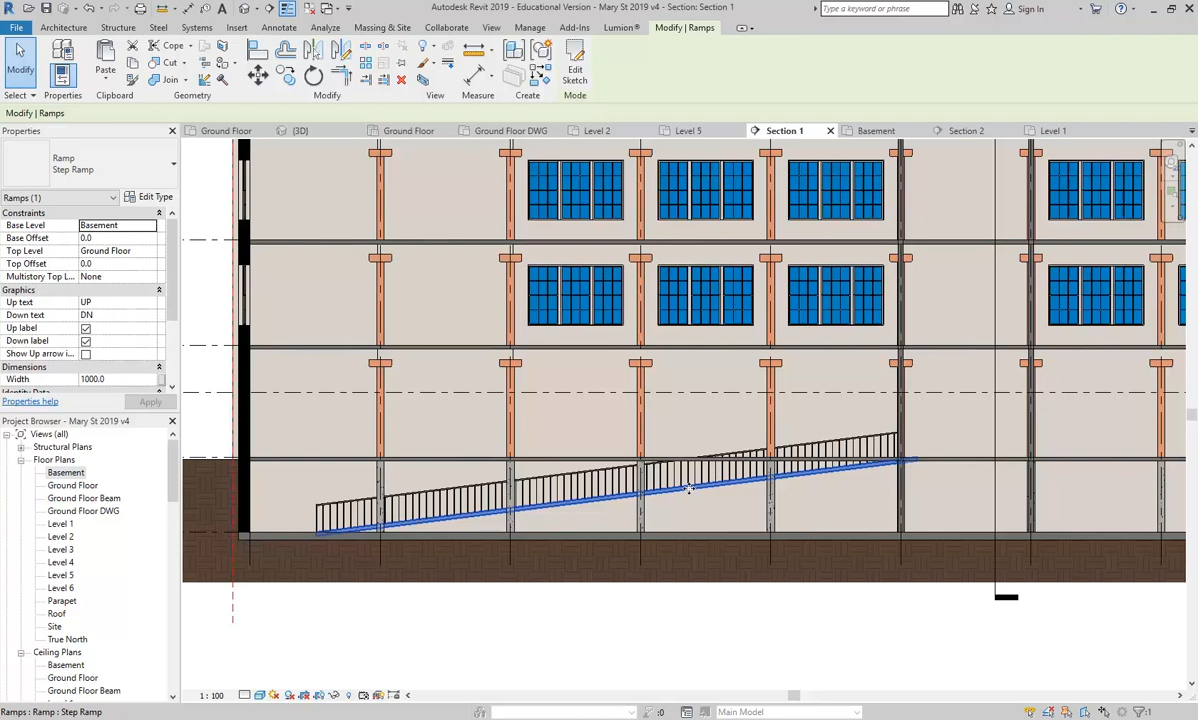 Autodesk Revit 2019 - Educational Version - Mary St 2019 v4 - Section: Section 1
Type a keyword or phrase
Sign In
File
Architecture
Structure
Steel
Systems
Insert
Annotate
Analyze
Massing & Site
Collaborate
View
Manage
Add-Ins
Lumion®
Modify | Ramps
Modify
Paste
Cope
Cut
Join
Edit
Sketch
Select
Properties
Clipboard
Geometry
Modify
View
Measure
Create
Mode
Modify | Ramps
Properties
Ground Floor
(3D)
Ground Floor
Ground Floor DWG
Level 2
Level 5
Section 1
Basement
Section 2
Level 1
Ramp
Step Ramp
Ramps (1)
Edit Type
Constraints
Base Level
Basement
Base Offset
0.0
Top Level
Ground Floor
Top Offset
0.0
Multistory Top L...
None
Graphics
Up text
UP
Down text
DN
Up label
Down label
Show Up arrow i...
Dimensions
Width
1000.0
Properties help
Apply
Project Browser - Mary St 2019 v4
Views (all)
Structural Plans
Floor Plans
Basement
Ground Floor
Ground Floor Beam
Ground Floor DWG
Level 1
Level 2
Level 3
Level 4
Level 5
Level 6
Parapet
Roof
Site
True North
Ceiling Plans
Basement
Ground Floor
Ground Floor Beam
1 : 100
Ramps : Ramp : Step Ramp
:0
Main Model
:1